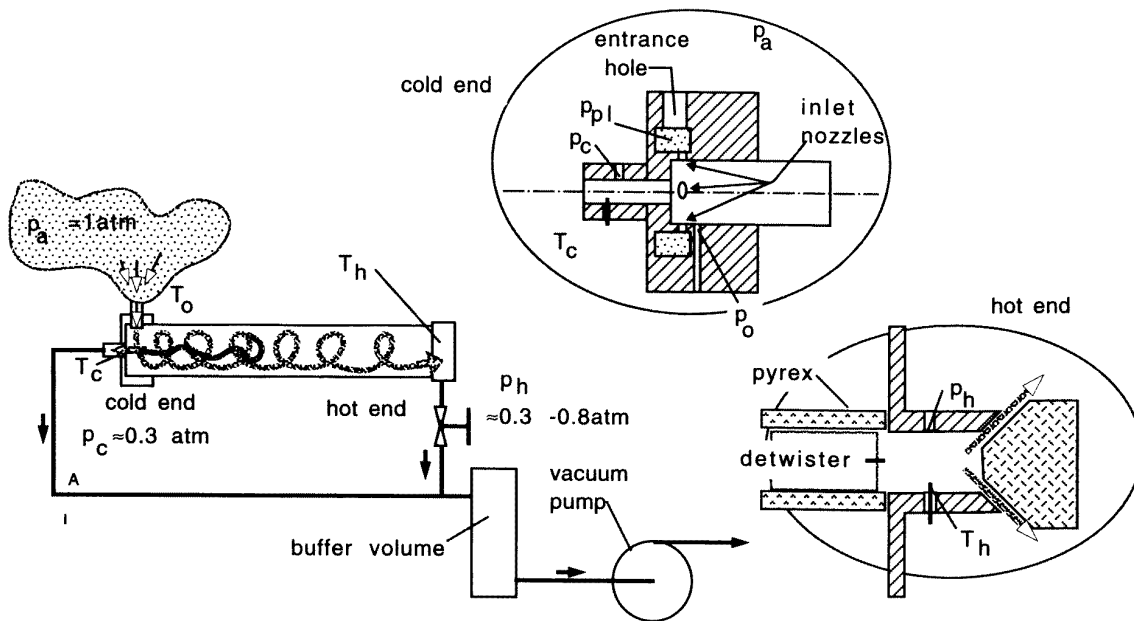 entrance
hole
p_a
cold end
p_pl
p_c
inlet
nozzles
T_c
p_o
p_a = 1atm
T_o
T_h
T_c
cold end
p_c ≈0.3 atm
hot end
p_h
≈0.3 -0.8atm
A
I
buffer volume
vacuum
pump
hot end
pyrex
p_h
detwister
T_h